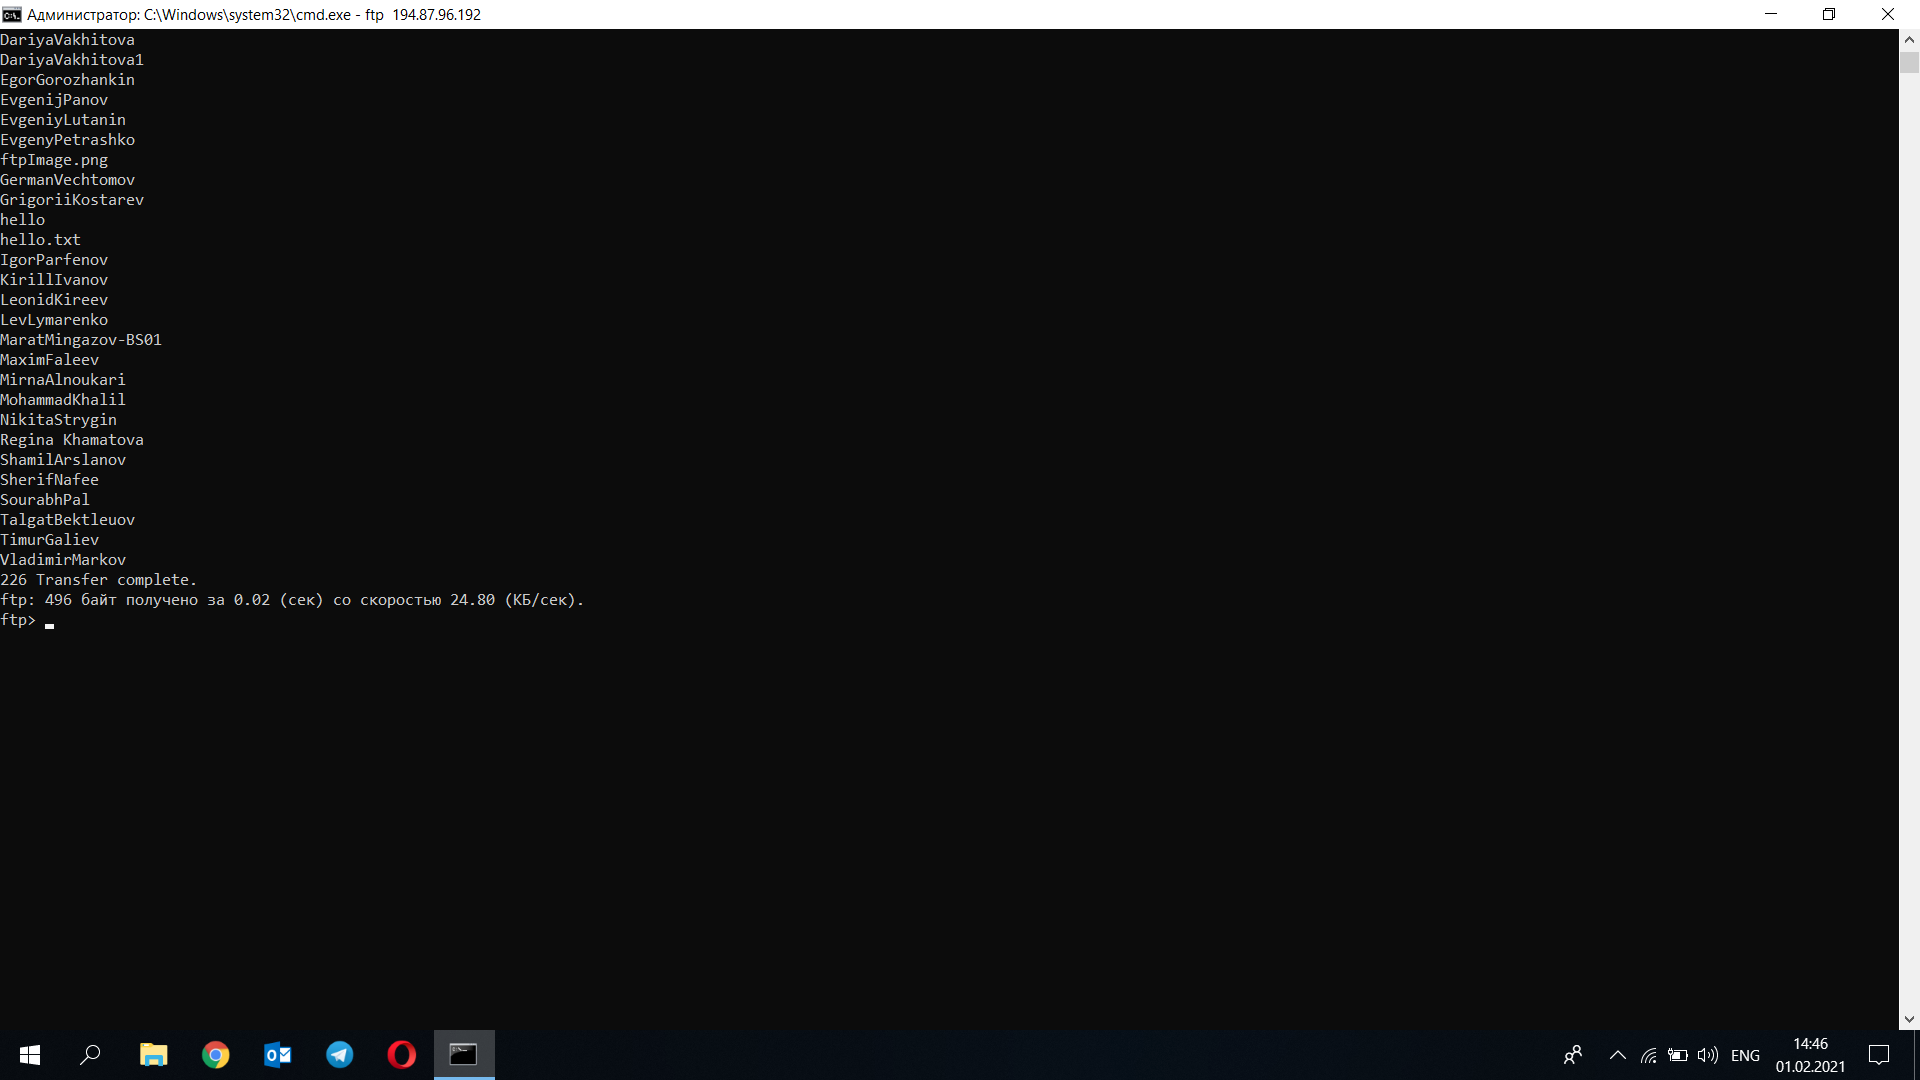 Администратор: C:\Windows\system32\cmd.exe - ftp  194.87.96.192
DariyaVakhitova
DariyaVakhitova1
EgorGorozhankin
EvgenijPanov
EvgeniyLutanin
EvgenyPetrashko
ftpImage.png
GermanVechtomov
GrigoriiKostarev
hello
hello.txt
IgorParfenov
KirillIvanov
LeonidKireev
LevLymarenko
MaratMingazov-BS01
MaximFaleev
MirnaAlnoukari
MohammadKhalil
NikitaStrygin
Regina Khamatova
ShamilArslanov
SherifNafee
SourabhPal
TalgatBektleuov
TimurGaliev
VladimirMarkov
226 Transfer complete.
ftp: 496 байт получено за 0.02 (сек) со скоростью 24.80 (КБ/сек).
ftp>
ENG
14:46
01.02.2021